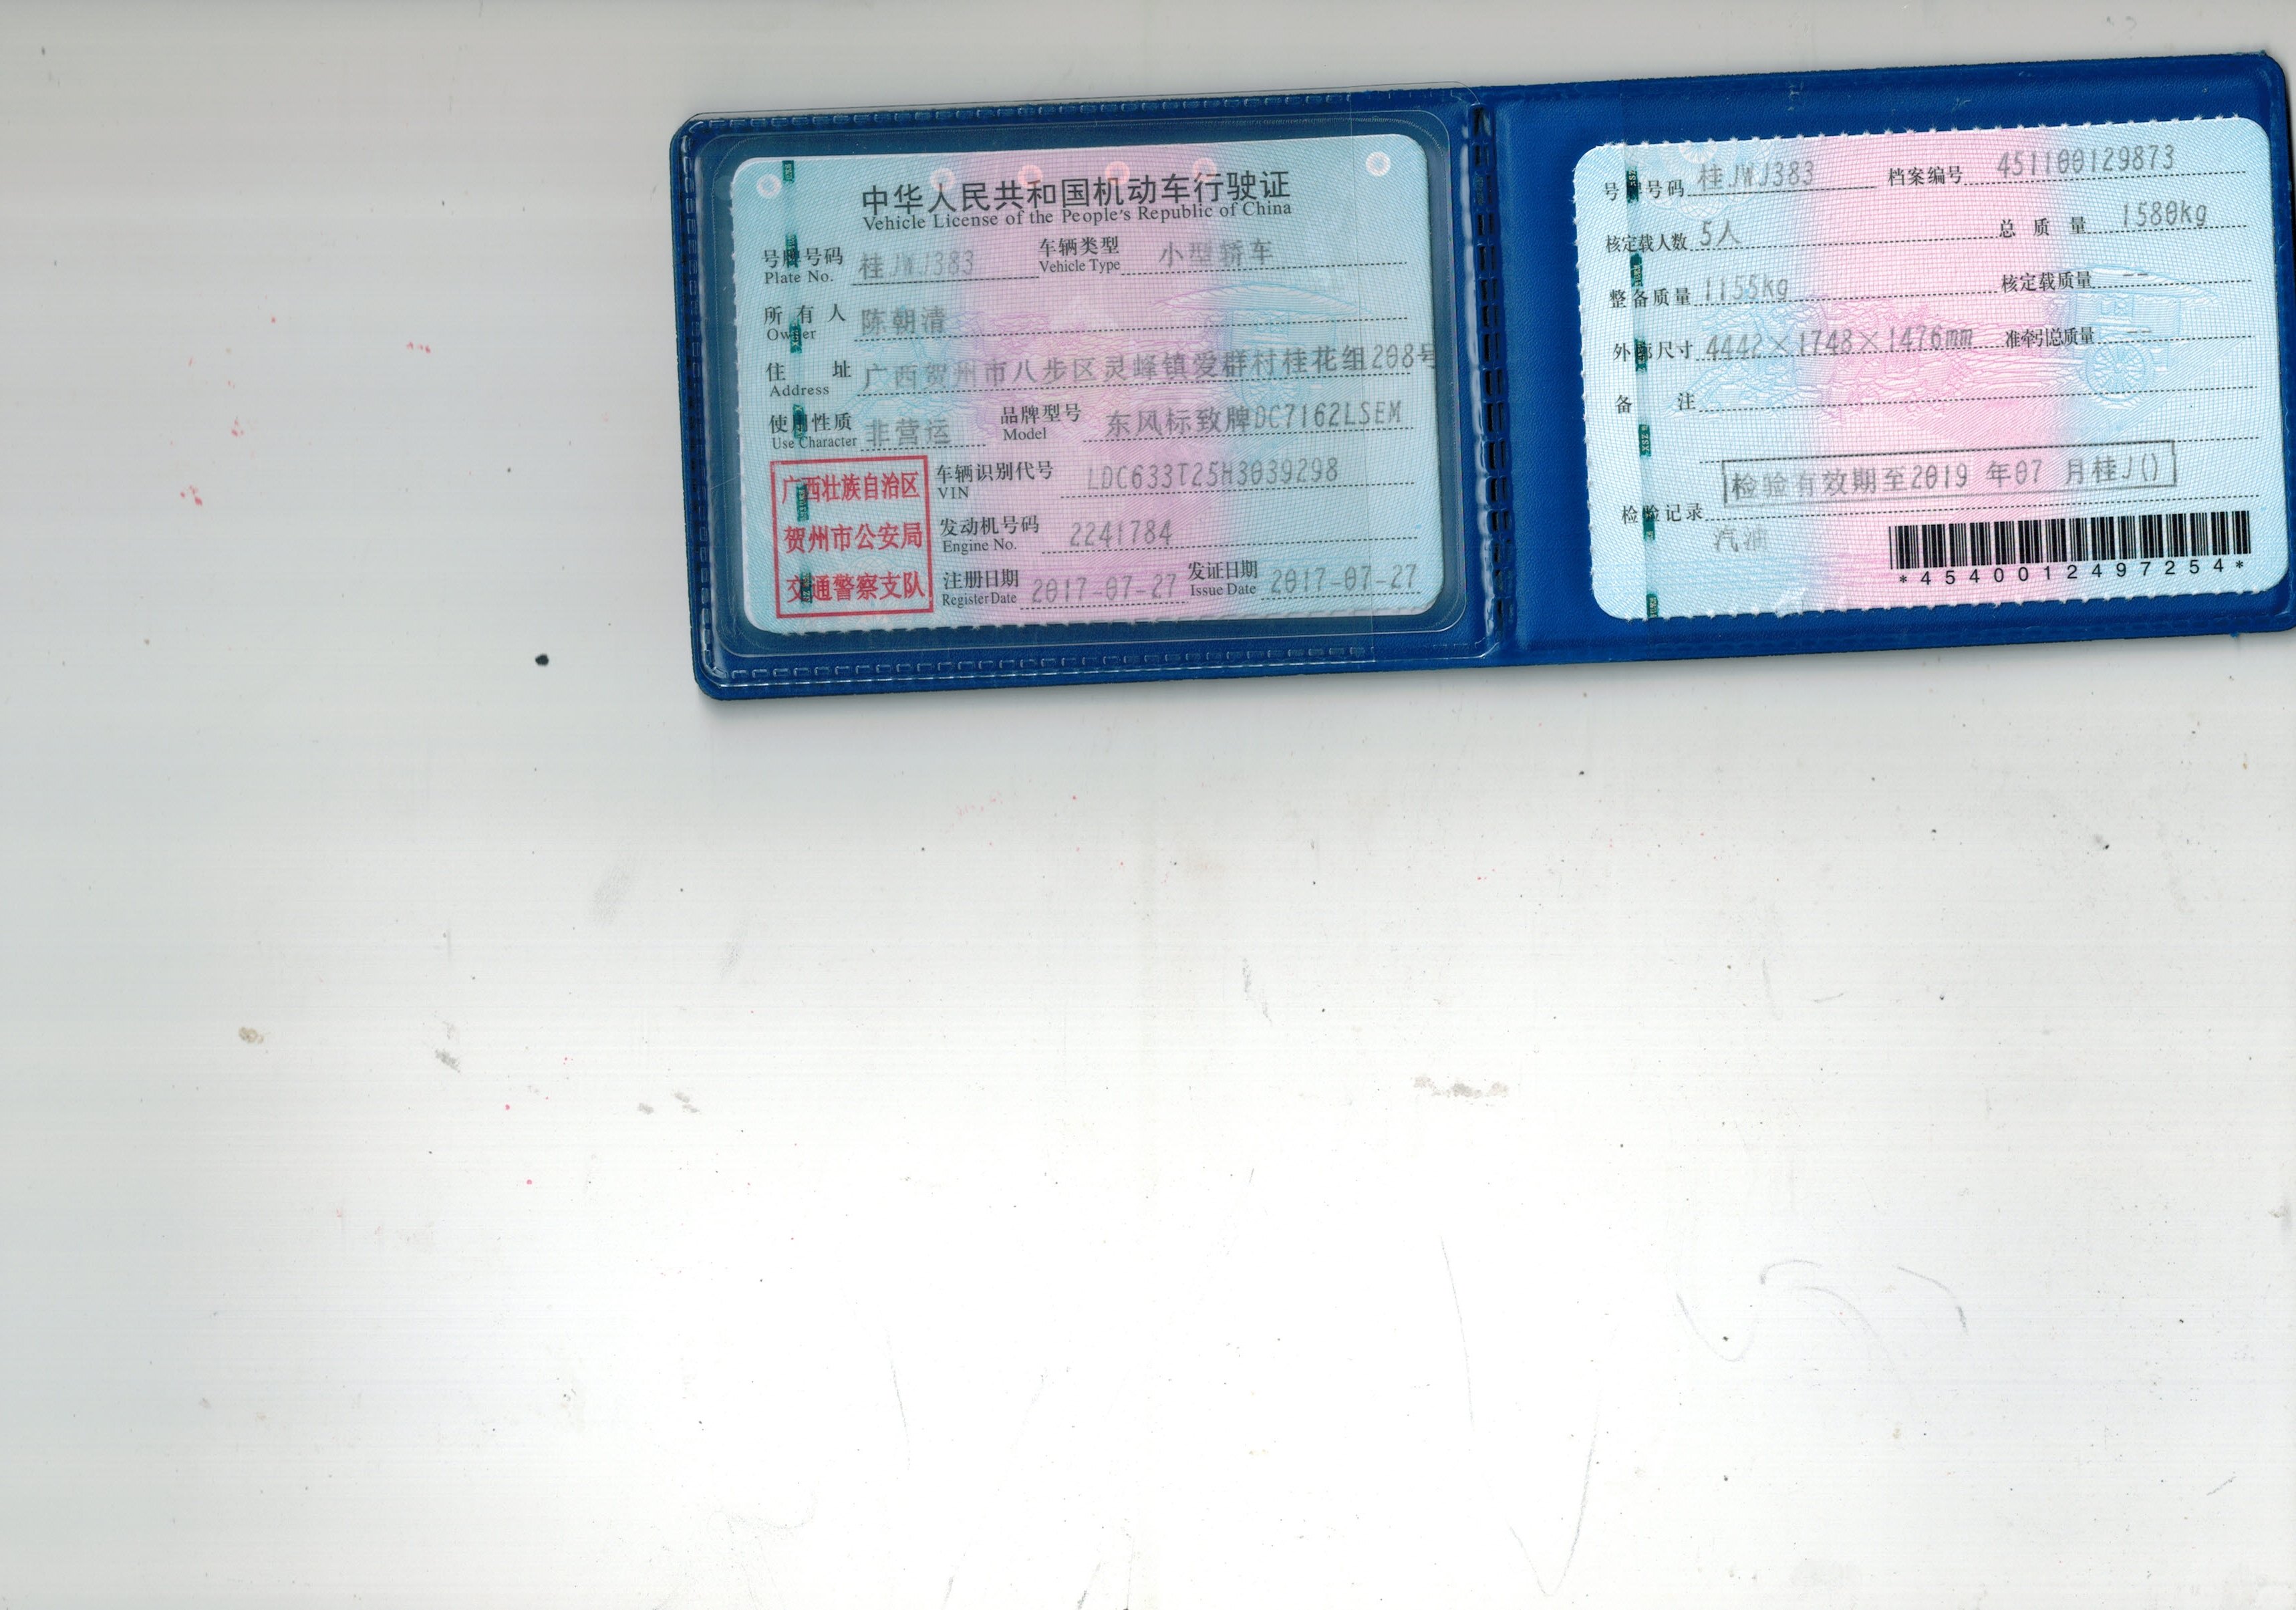 中华人民共和国机动车行驶证
Vehicle License of the People's Republic of China
号牌号码 桂JWJ383 车辆类型 小型轿车
Plate No. Vehicle Type
所有人 陈朝清
Owner
住址 广西贺州市八步区灵峰镇爱群村桂花组208号
Address
使用性质 非营运 品牌型号 东风标致牌DC7162LSEM
Use Character Model
广西壮族自治区
贺州市公安局
交通警察支队
车辆识别代号 LDC633T25H3039298
VIN
发动机号码 2241784
Engine No.
注册日期 2017-07-27 发证日期 2017-07-27
Register Date Issue Date
号牌号码 桂JWJ383 档案编号 451100129873
核定载人数 5人 总质量 1580kg
整备质量 1155kg 核定载质量 --
外廓尺寸 4442×1748×1476mm 准牵引总质量 --
备注
检验有效期至2019 年07 月桂J()
检验记录
汽油
*4540012497254*